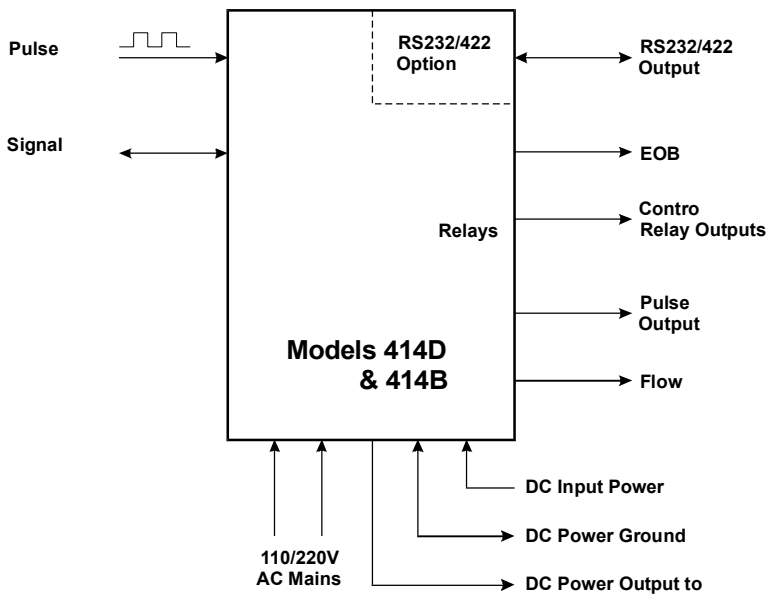 Pulse
Signal
RS232/422
Option
Relays
Models 414D
& 414B
RS232/422
Output
EOB
Contro
Relay Outputs
Pulse
Output
Flow
110/220V
AC Mains
DC Input Power
DC Power Ground
DC Power Output to